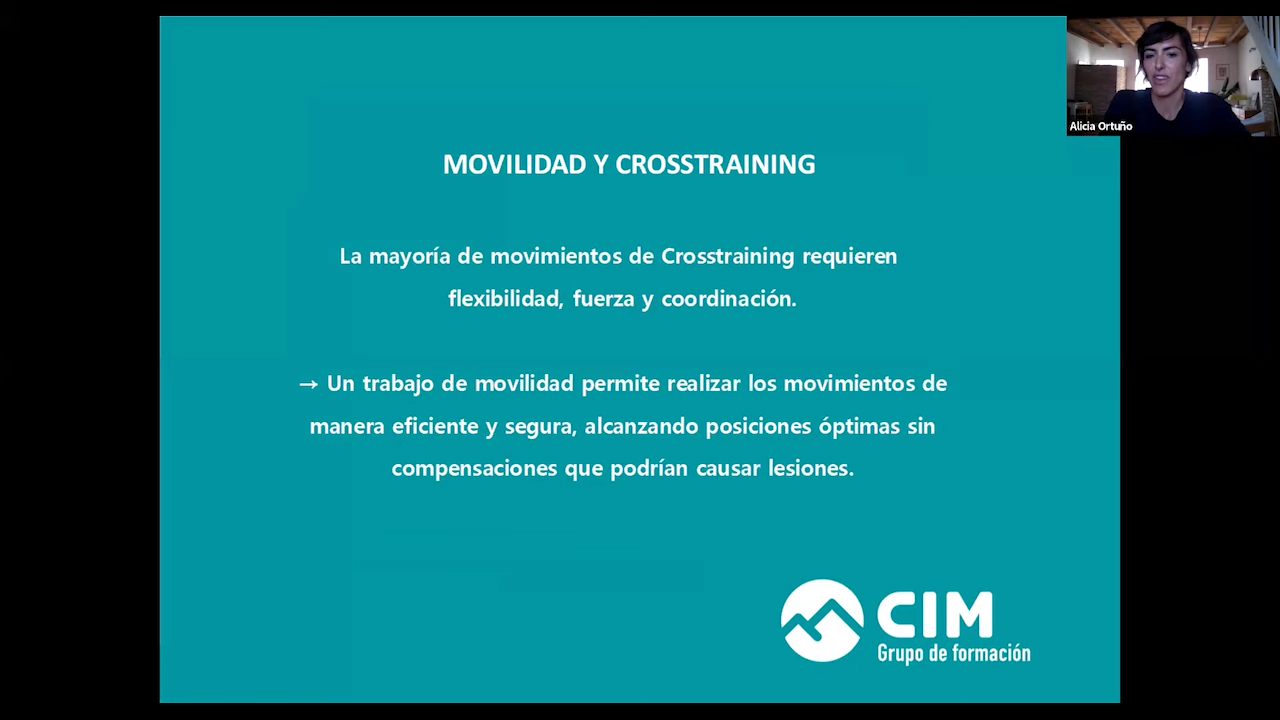 Alicia Ortuño
MOVILIDAD Y CROSSTRAINING
La mayoría de movimientos de Crosstraining requieren
flexibilidad, fuerza y coordinación.
→ Un trabajo de movilidad permite realizar los movimientos de
manera eficiente y segura, alcanzando posiciones óptimas sin
compensaciones que podrían causar lesiones.
CIM
Grupo de formación